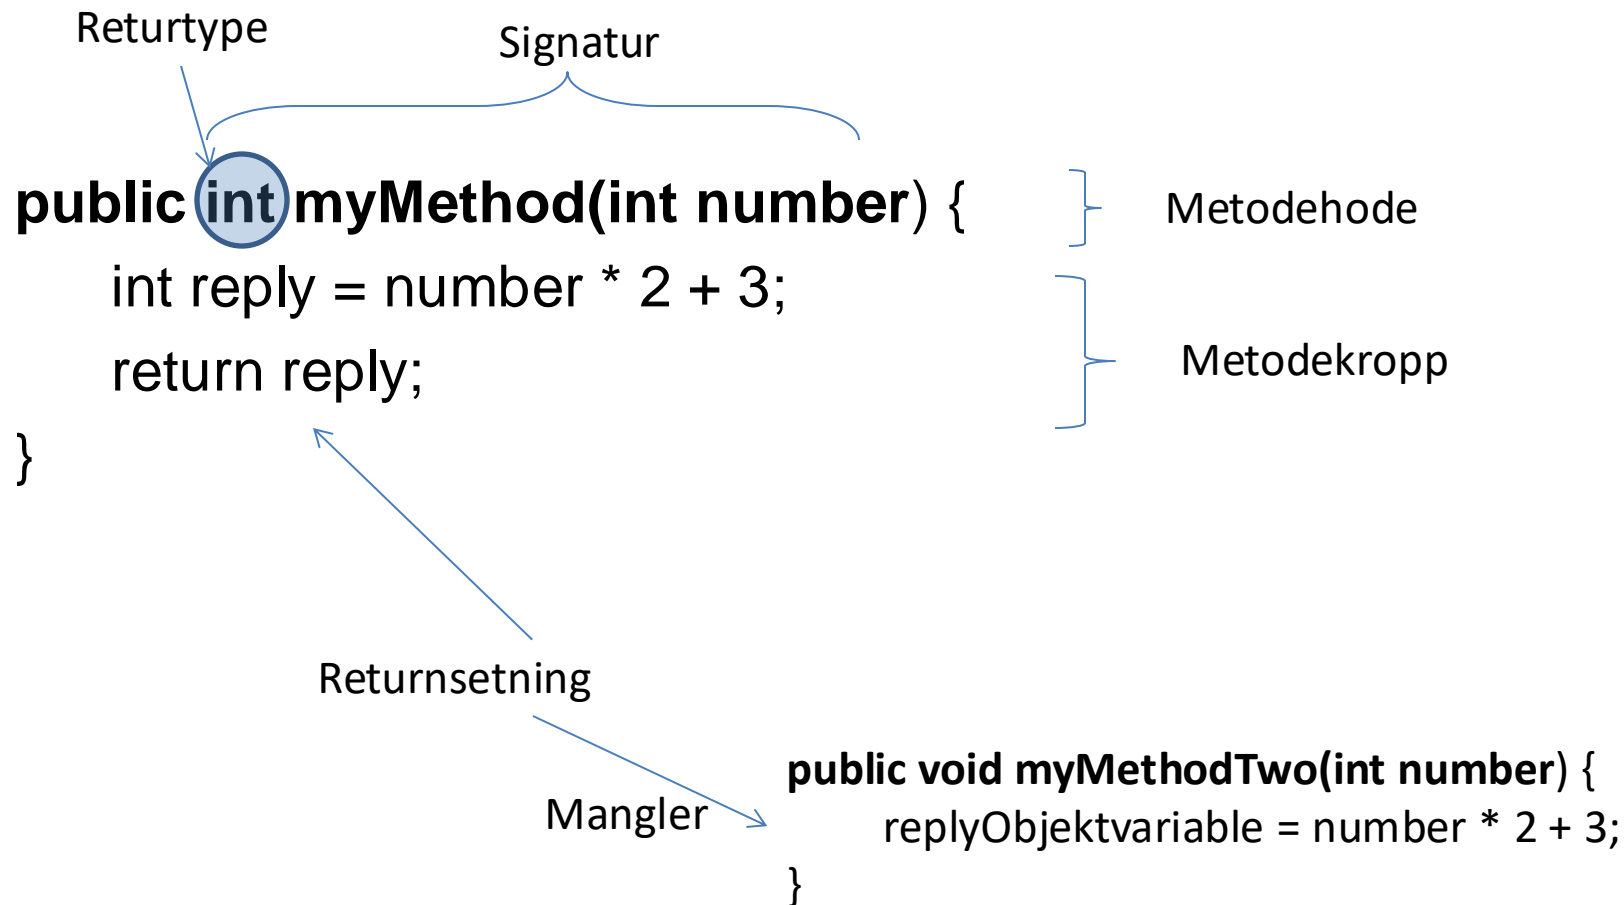 Returtype
Signatur
public int myMethod(int number) {
Metodehode
int reply = number * 2 + 3;
return reply;
Metodekropp
}
Returnsetning
Mangler
public void myMethodTwo(int number) {
replyObjektvariable = number * 2 + 3;
}